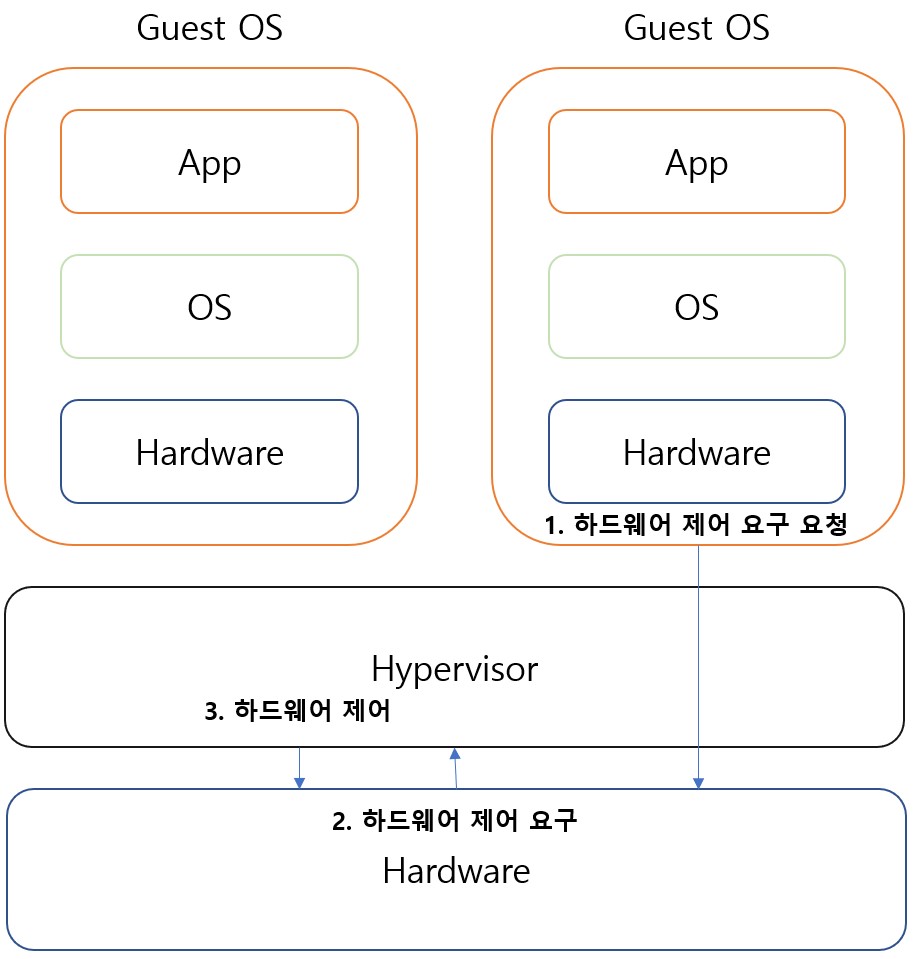 Guest OS
Guest OS
App
App
OS
OS
Hardware
Hardware
1. 하드웨어 제어 요구 요청
Hypervisor
3. 하드웨어 제어
2. 하드웨어 제어 요구
Hardware